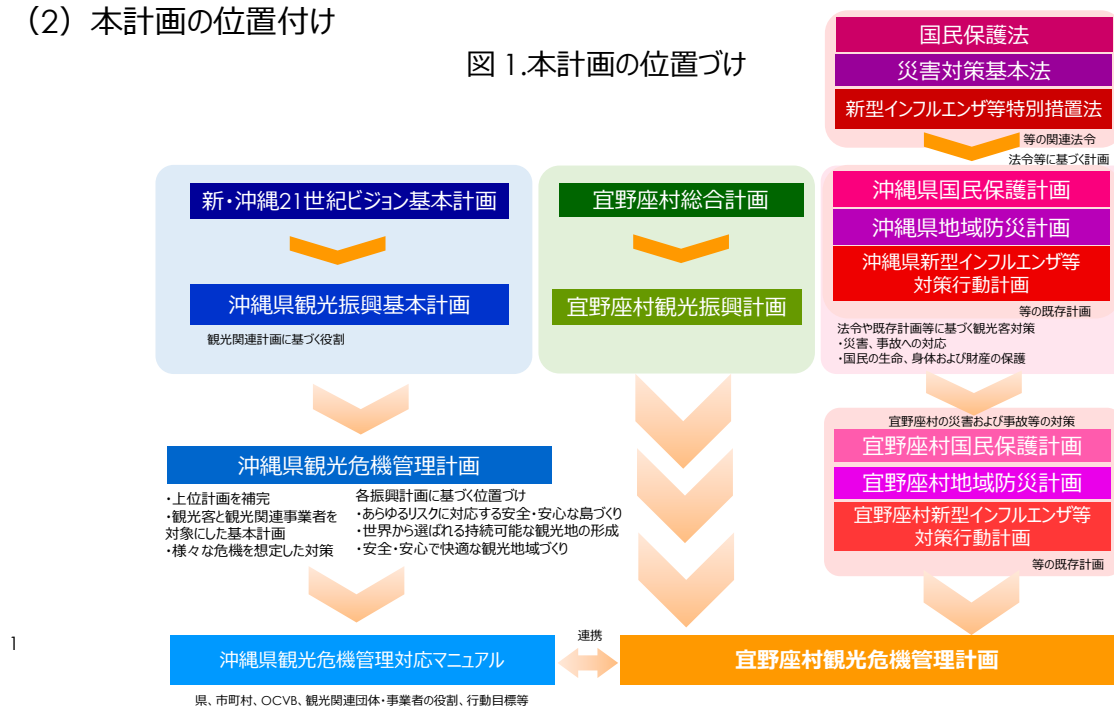 （2）本計画の位置付け
図 1.本計画の位置づけ
国民保護法
災害対策基本法
新型インフルエンザ等特別措置法
等の関連法令
法令等に基づく計画
新・沖縄21世紀ビジョン基本計画
沖縄県観光振興基本計画
観光関連計画に基づく役割
宜野座村総合計画
宜野座村観光振興計画
沖縄県国民保護計画
沖縄県地域防災計画
沖縄県新型インフルエンザ等
対策行動計画
等の既存計画
法令や既存計画等に基づく観光客対策
・災害、事故への対応
・国民の生命、身体および財産の保護
沖縄県観光危機管理計画
・上位計画を補完
・観光客と観光関連事業者を
対象にした基本計画
・様々な危機を想定した対策
各振興計画に基づく位置づけ
・あらゆるリスクに対応する安全・安心な島づくり
・世界から選ばれる持続可能な観光地の形成
・安全・安心で快適な観光地域づくり
宜野座村の災害および事故等の対策
宜野座村国民保護計画
宜野座村地域防災計画
宜野座村新型インフルエンザ等
対策行動計画
等の既存計画
沖縄県観光危機管理対応マニュアル
連携
宜野座村観光危機管理計画
県、市町村、OCVB、観光関連団体・事業者の役割、行動目標等
1